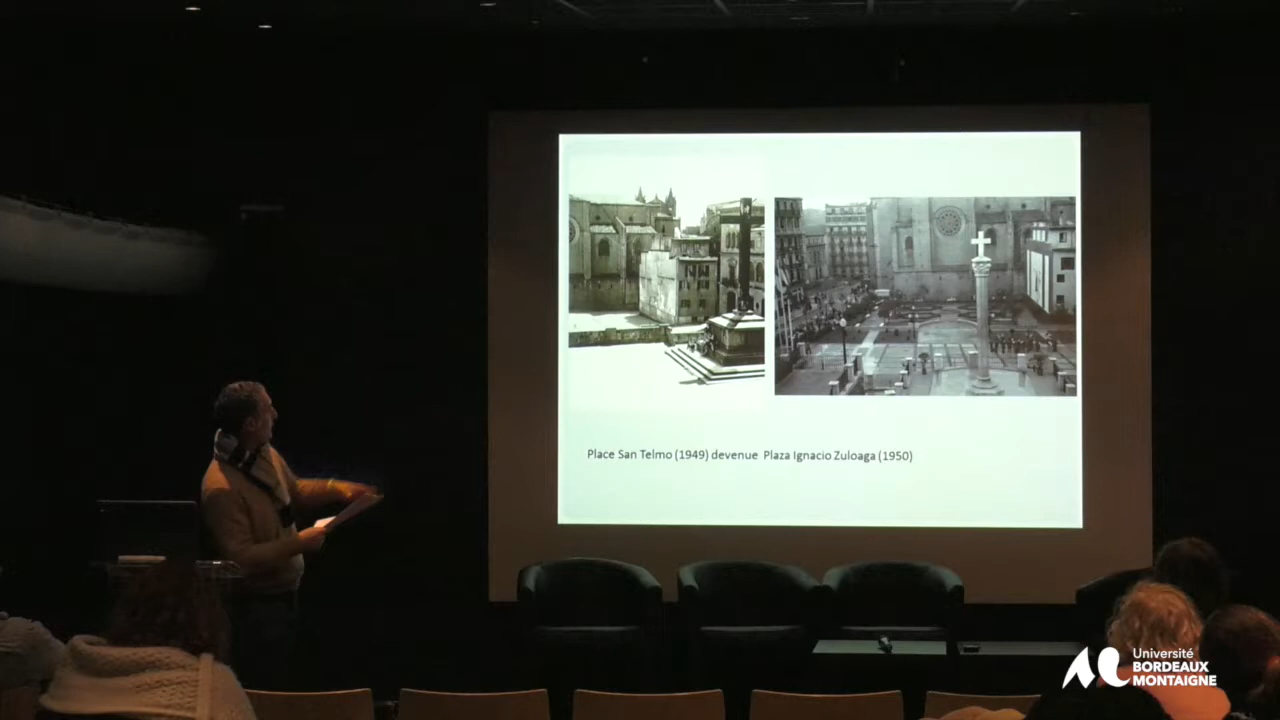 Place San Telmo (1949) devenue Plaza Ignacio Zuloaga (1950)
Université
BORDEAUX
MONTAIGNE